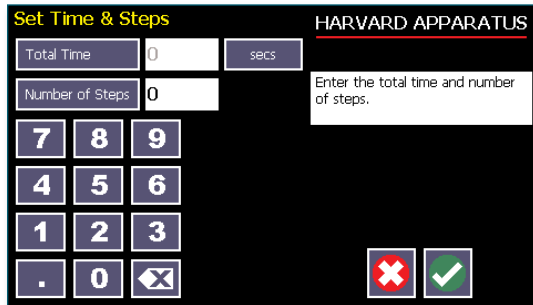 Set Time & Steps
HARVARD APPARATUS
Total Time 0 secs
Number of Steps 0
Enter the total time and number
of steps.
7 8 9
4 5 6
1 2 3
. 0